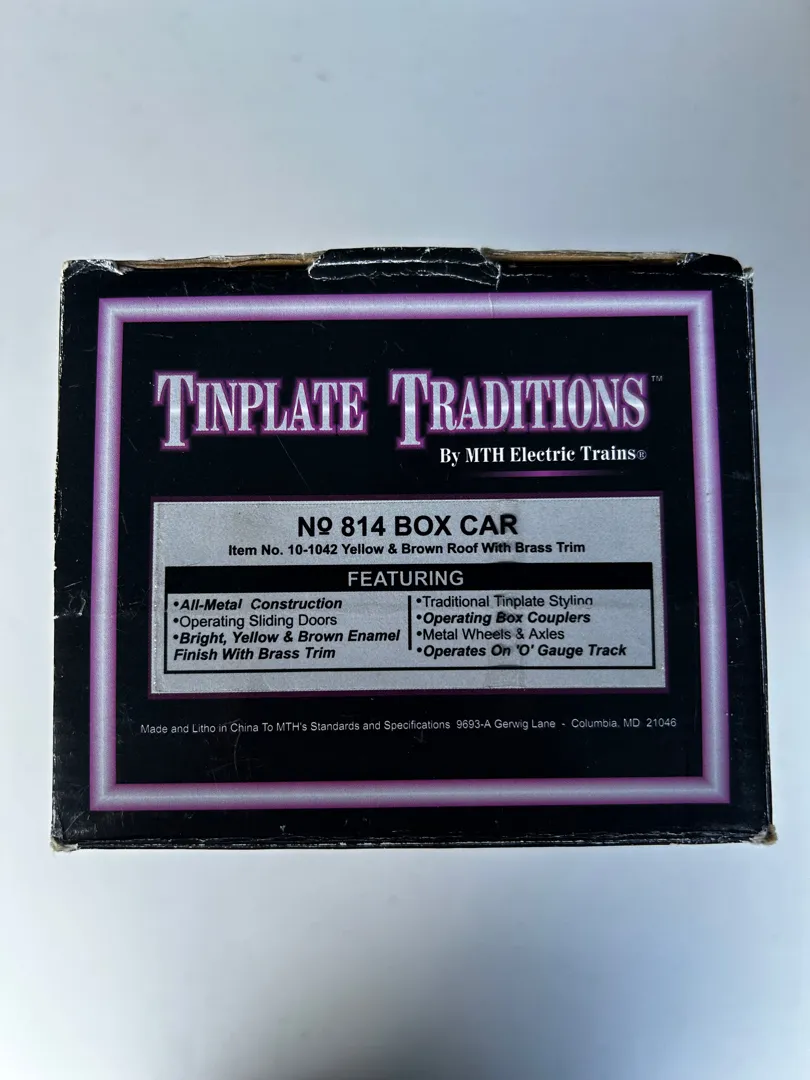 TINPLATE TRADITIONS™
By MTH Electric Trains®
Nº 814 BOX CAR
Item No. 10-1042 Yellow & Brown Roof With Brass Trim
FEATURING
•All-Metal Construction
•Operating Sliding Doors
•Bright, Yellow & Brown Enamel
Finish With Brass Trim
•Traditional Tinplate Styling
•Operating Box Couplers
•Metal Wheels & Axles
•Operates On 'O' Gauge Track
Made and Litho in China To MTH's Standards and Specifications 9693-A Gerwig Lane - Columbia, MD 21046